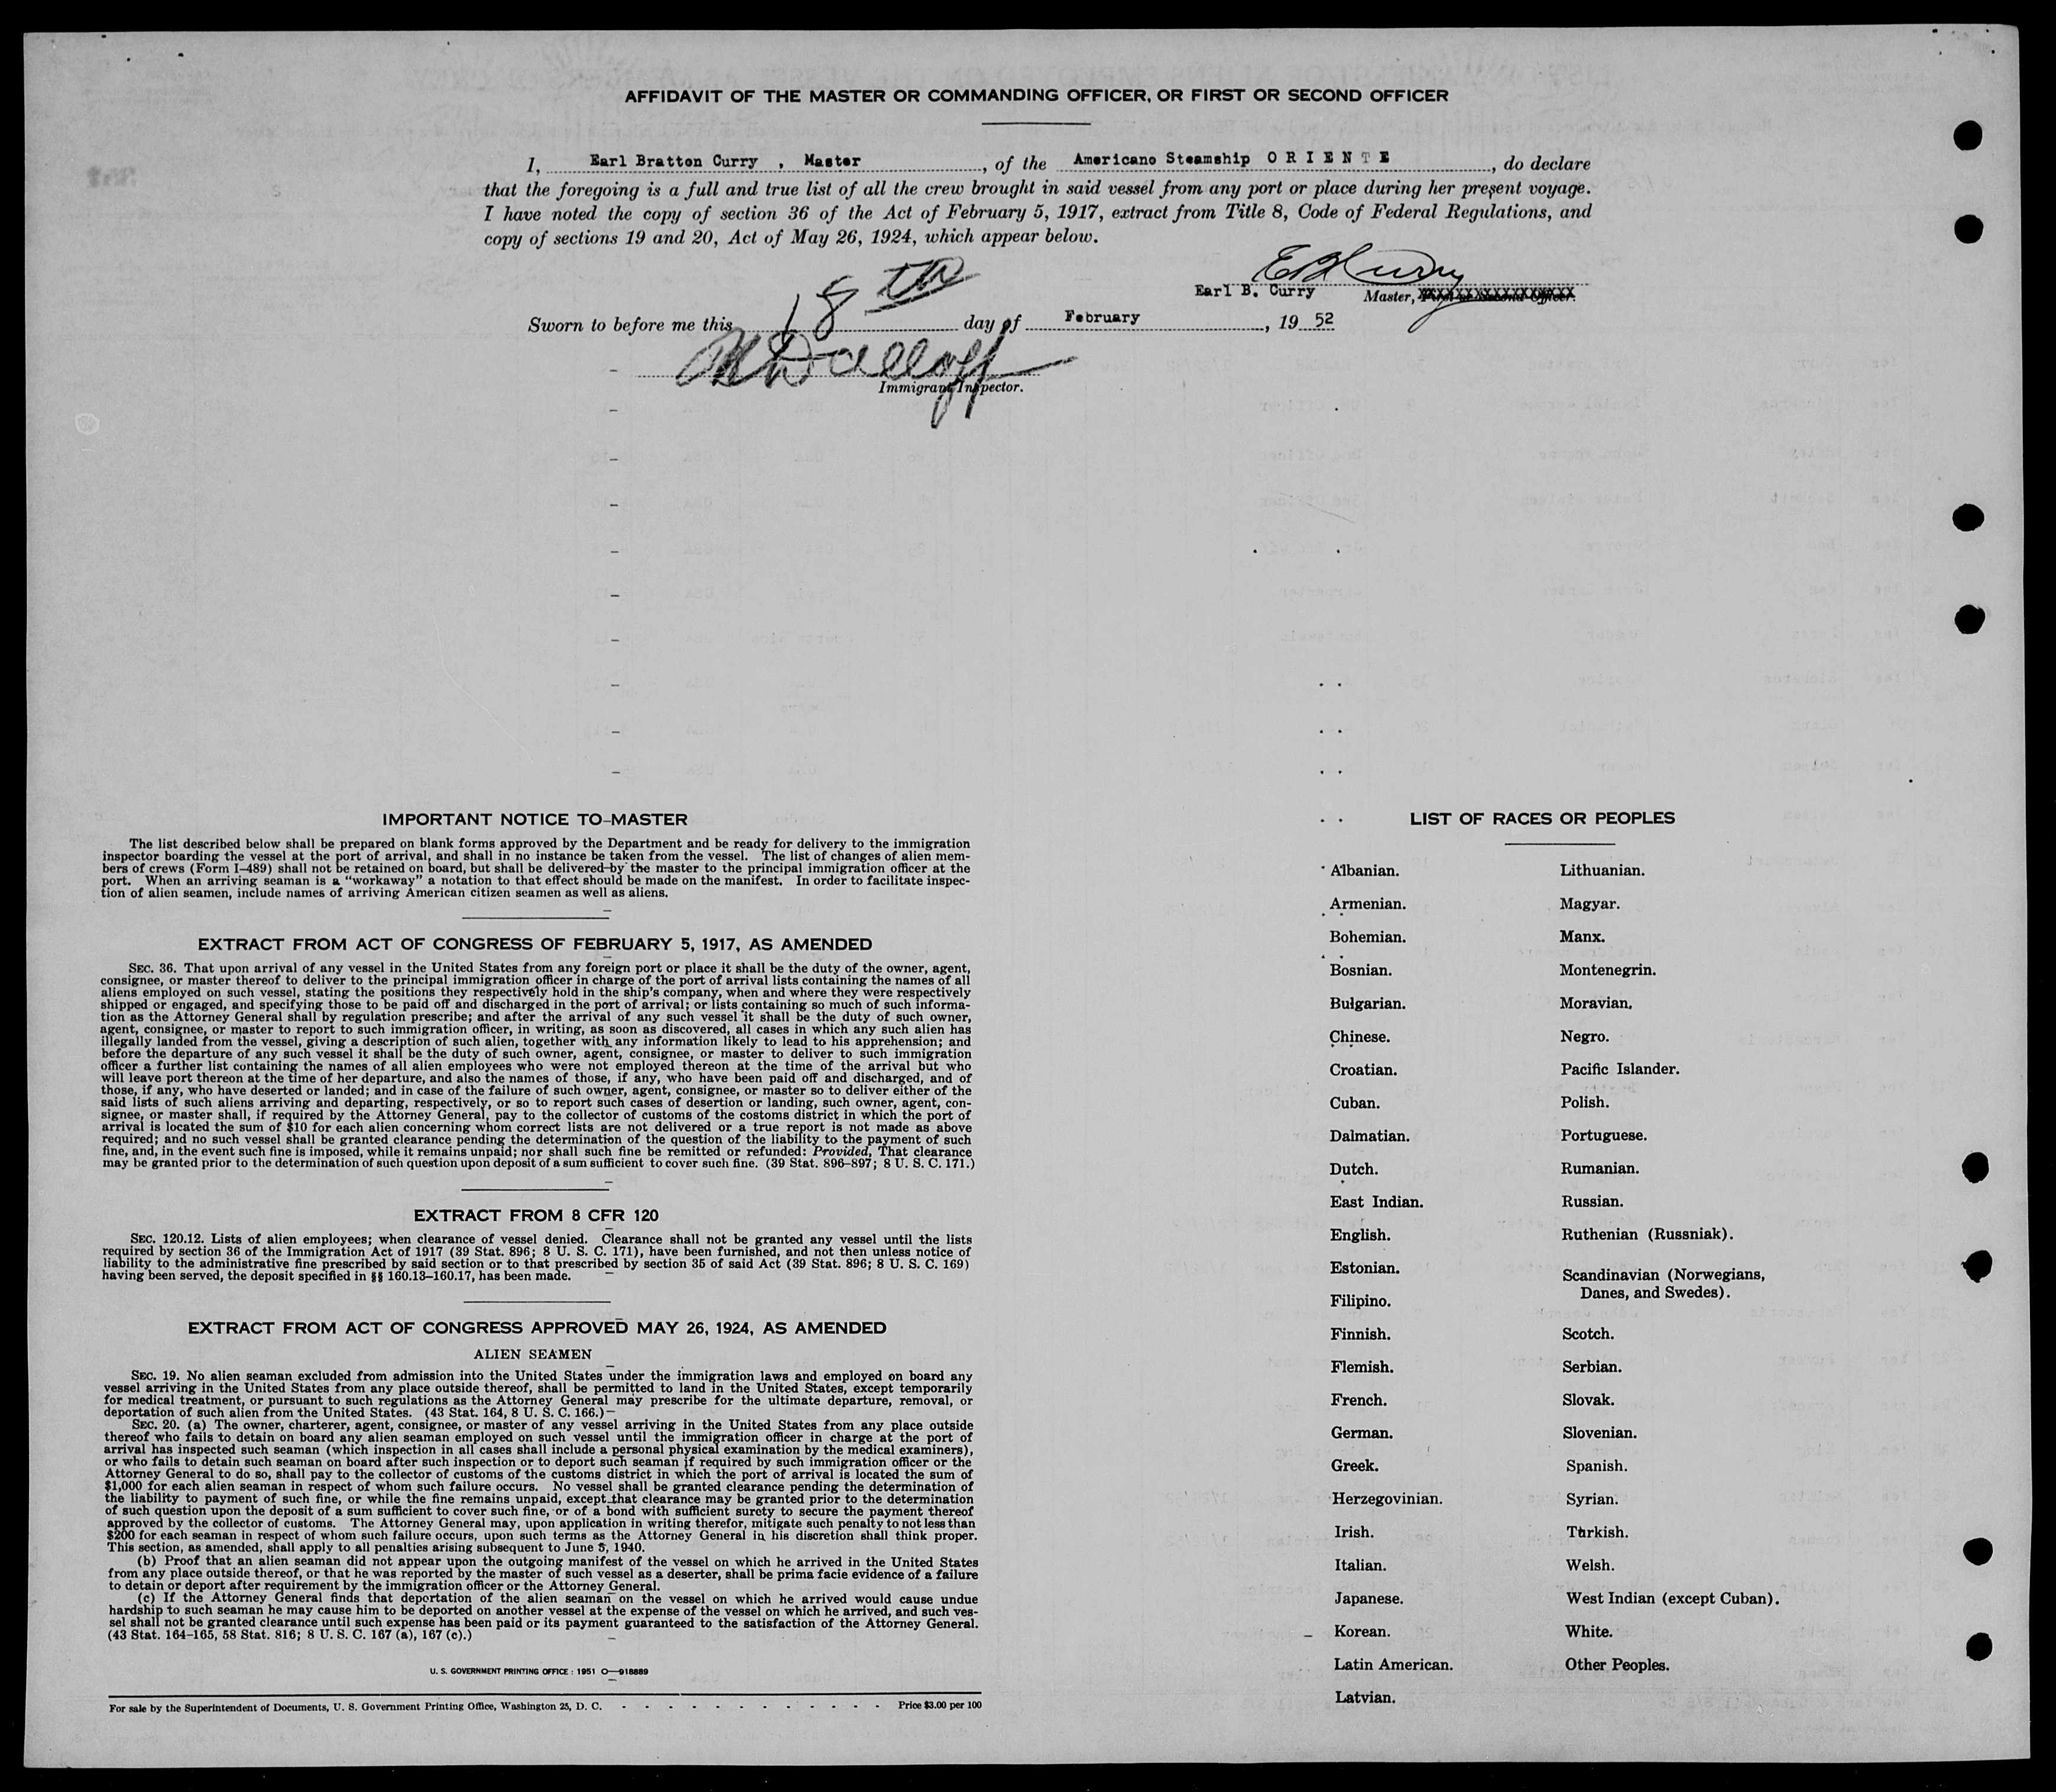 AFFIDAVIT OF THE MASTER OR COMMANDING OFFICER, OR FIRST OR SECOND OFFICER
I, Earl Bratton Curry , Master, of the Americano Steamship O R I E N T E, do declare
that the foregoing is a full and true list of all the crew brought in said vessel from any port or place during her present voyage.
I have noted the copy of section 36 of the Act of February 5, 1917, extract from Title 8, Code of Federal Regulations, and
copy of sections 19 and 20, Act of May 26, 1924, which appear below.
Earl B. Curry Master, First or Second Officer.
Sworn to before me this 18th day of February, 19 52
Immigrant Inspector.
IMPORTANT NOTICE TO MASTER
The list described below shall be prepared on blank forms approved by the Department and be ready for delivery to the immigration
inspector boarding the vessel at the port of arrival, and shall in no instance be taken from the vessel. The list of changes of alien mem-
bers of crews (Form I–489) shall not be retained on board, but shall be delivered by the master to the principal immigration officer at the
port. When an arriving seaman is a "workaway" a notation to that effect should be made on the manifest. In order to facilitate inspec-
tion of alien seamen, include names of arriving American citizen seamen as well as aliens.
EXTRACT FROM ACT OF CONGRESS OF FEBRUARY 5, 1917, AS AMENDED
SEC. 36. That upon arrival of any vessel in the United States from any foreign port or place it shall be the duty of the owner, agent,
consignee, or master thereof to deliver to the principal immigration officer in charge of the port of arrival lists containing the names of all
aliens employed on such vessel, stating the positions they respectively hold in the ship's company, when and where they were respectively
shipped or engaged, and specifying those to be paid off and discharged in the port of arrival; or lists containing so much of such informa-
tion as the Attorney General shall by regulation prescribe; and after the arrival of any such vessel it shall be the duty of such owner,
agent, consignee, or master to report to such immigration officer, in writing, as soon as discovered, all cases in which any such alien has
illegally landed from the vessel, giving a description of such alien, together with any information likely to lead to his apprehension; and
before the departure of any such vessel it shall be the duty of such owner, agent, consignee, or master to deliver to such immigration
officer a further list containing the names of all alien employees who were not employed thereon at the time of the arrival but who
will leave port thereon at the time of her departure, and also the names of those, if any, who have been paid off and discharged, and of
those, if any, who have deserted or landed; and in case of the failure of such owner, agent, consignee, or master so to deliver either of the
said lists of such aliens arriving and departing, respectively, or so to report such cases of desertion or landing, such owner, agent, con-
signee, or master shall, if required by the Attorney General, pay to the collector of customs of the costoms district in which the port of
arrival is located the sum of $10 for each alien concerning whom correct lists are not delivered or a true report is not made as above
required; and no such vessel shall be granted clearance pending the determination of the question of the liability to the payment of such
fine, and, in the event such fine is imposed, while it remains unpaid; nor shall such fine be remitted or refunded: Provided, That clearance
may be granted prior to the determination of such question upon deposit of a sum sufficient to cover such fine. (39 Stat. 896–897; 8 U. S. C. 171.)
EXTRACT FROM 8 CFR 120
SEC. 120.12. Lists of alien employees; when clearance of vessel denied. Clearance shall not be granted any vessel until the lists
required by section 36 of the Immigration Act of 1917 (39 Stat. 896; 8 U. S. C. 171), have been furnished, and not then unless notice of
liability to the administrative fine prescribed by said section or to that prescribed by section 35 of said Act (39 Stat. 896; 8 U. S. C. 169)
having been served, the deposit specified in §§ 160.13–160.17, has been made.
EXTRACT FROM ACT OF CONGRESS APPROVED MAY 26, 1924, AS AMENDED
ALIEN SEAMEN
SEC. 19. No alien seaman excluded from admission into the United States under the immigration laws and employed on board any
vessel arriving in the United States from any place outside thereof, shall be permitted to land in the United States, except temporarily
for medical treatment, or pursuant to such regulations as the Attorney General may prescribe for the ultimate departure, removal, or
deportation of such alien from the United States. (43 Stat. 164, 8 U. S. C. 166.)
SEC. 20. (a) The owner, charterer, agent, consignee, or master of any vessel arriving in the United States from any place outside
thereof who fails to detain on board any alien seaman employed on such vessel until the immigration officer in charge at the port of
arrival has inspected such seaman (which inspection in all cases shall include a personal physical examination by the medical examiners),
or who fails to detain such seaman on board after such inspection or to deport such seaman if required by such immigration officer or the
Attorney General to do so, shall pay to the collector of customs of the customs district in which the port of arrival is located the sum of
$1,000 for each alien seaman in respect of whom such failure occurs. No vessel shall be granted clearance pending the determination of
the liability to payment of such fine, or while the fine remains unpaid, except that clearance may be granted prior to the determination
of such question upon the deposit of a sum sufficient to cover such fine, or of a bond with sufficient surety to secure the payment thereof
approved by the collector of customs. The Attorney General may, upon application in writing therefor, mitigate such penalty to not less than
$200 for each seaman in respect of whom such failure occurs, upon such terms as the Attorney General in his discretion shall think proper.
This section, as amended, shall apply to all penalties arising subsequent to June 5, 1940.
(b) Proof that an alien seaman did not appear upon the outgoing manifest of the vessel on which he arrived in the United States
from any place outside thereof, or that he was reported by the master of such vessel as a deserter, shall be prima facie evidence of a failure
to detain or deport after requirement by the immigration officer or the Attorney General.
(c) If the Attorney General finds that deportation of the alien seaman on the vessel on which he arrived would cause undue
hardship to such seaman he may cause him to be deported on another vessel at the expense of the vessel on which he arrived, and such ves-
sel shall not be granted clearance until such expense has been paid or its payment guaranteed to the satisfaction of the Attorney General.
(43 Stat. 164–165, 58 Stat. 816; 8 U. S. C. 167 (a), 167 (c).)
U. S. GOVERNMENT PRINTING OFFICE : 1951 O—918889
For sale by the Superintendent of Documents, U. S. Government Printing Office, Washington 25, D. C. - - - - - - - - - - - - Price $3.00 per 100
LIST OF RACES OR PEOPLES
Albanian.
Armenian.
Bohemian.
Bosnian.
Bulgarian.
Chinese.
Croatian.
Cuban.
Dalmatian.
Dutch.
East Indian.
English.
Estonian.
Filipino.
Finnish.
Flemish.
French.
German.
Greek.
Herzegovinian.
Irish.
Italian.
Japanese.
Korean.
Latin American.
Latvian.
Lithuanian.
Magyar.
Manx.
Montenegrin.
Moravian.
Negro.
Pacific Islander.
Polish.
Portuguese.
Rumanian.
Russian.
Ruthenian (Russniak).
Scandinavian (Norwegians,
Danes, and Swedes).
Scotch.
Serbian.
Slovak.
Slovenian.
Spanish.
Syrian.
Turkish.
Welsh.
West Indian (except Cuban).
White.
Other Peoples.